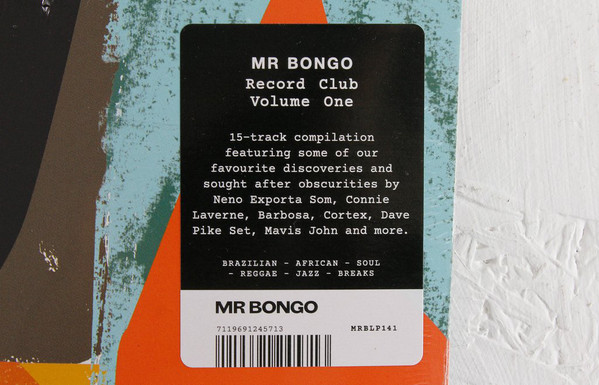 MR BONGO
Record Club
Volume One
15-track compilation
featuring some of our
favourite discoveries and
sought after obscurities by
Neno Exporta Som, Connie
Laverne, Barbosa, Cortex, Dave
Pike Set, Mavis John and more.
BRAZILIAN - AFRICAN - SOUL
- REGGAE - JAZZ - BREAKS
MR BONGO
7119691245713 MRBLP141